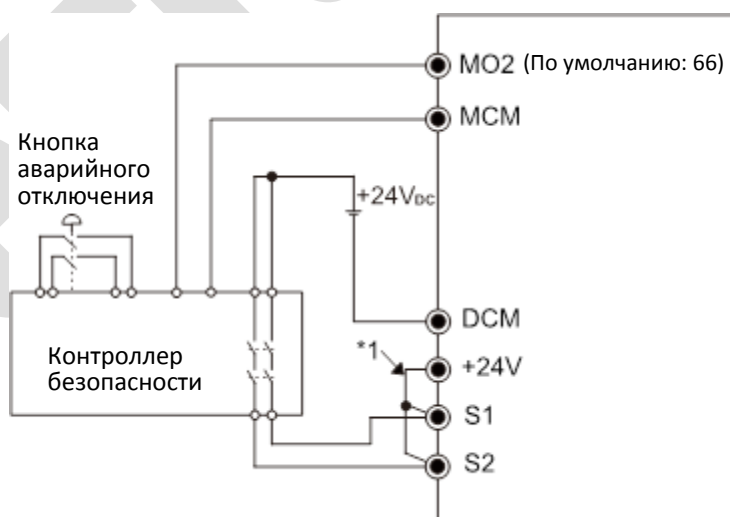 MO2 (По умолчанию: 66)
MCM
Кнопка
аварийного
отключения
+24VDC
DCM
*1
+24V
Контроллер
безопасности
S1
S2